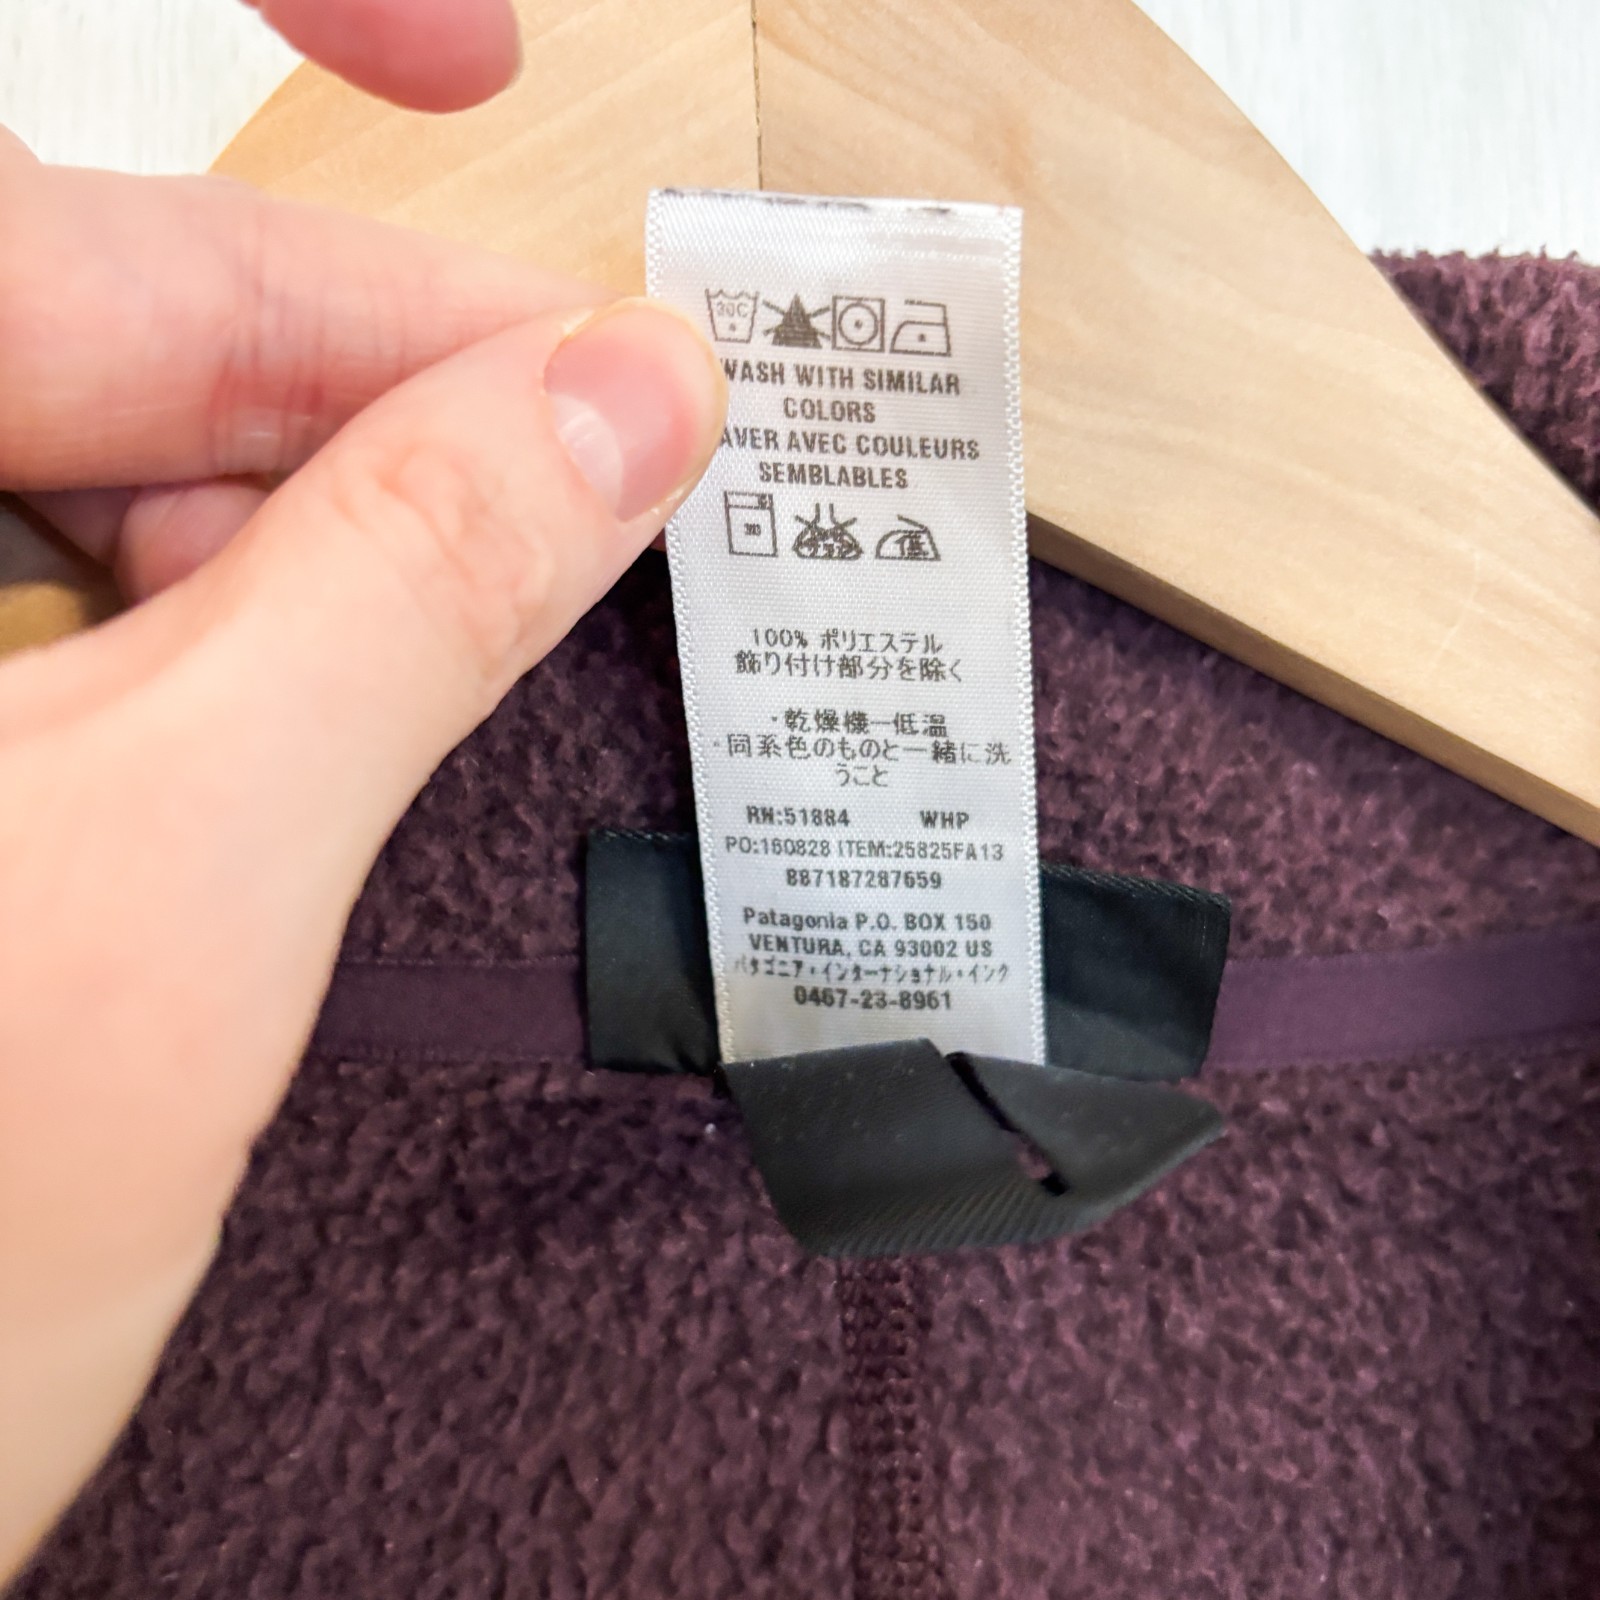 30C
WASH WITH SIMILAR
COLORS
AVER AVEC COULEURS
SEMBLABLES
30 低
100% ポリエステル
飾り付け部分を除く
・乾燥機一低温
・同系色のものと一緒に洗
うこと
RN:51884 WHP
PO:160828 ITEM:25825FA13
887187287659
Patagonia P.O. BOX 150
VENTURA, CA 93002 US
パタゴニア・インターナショナル・インク
0467-23-8961